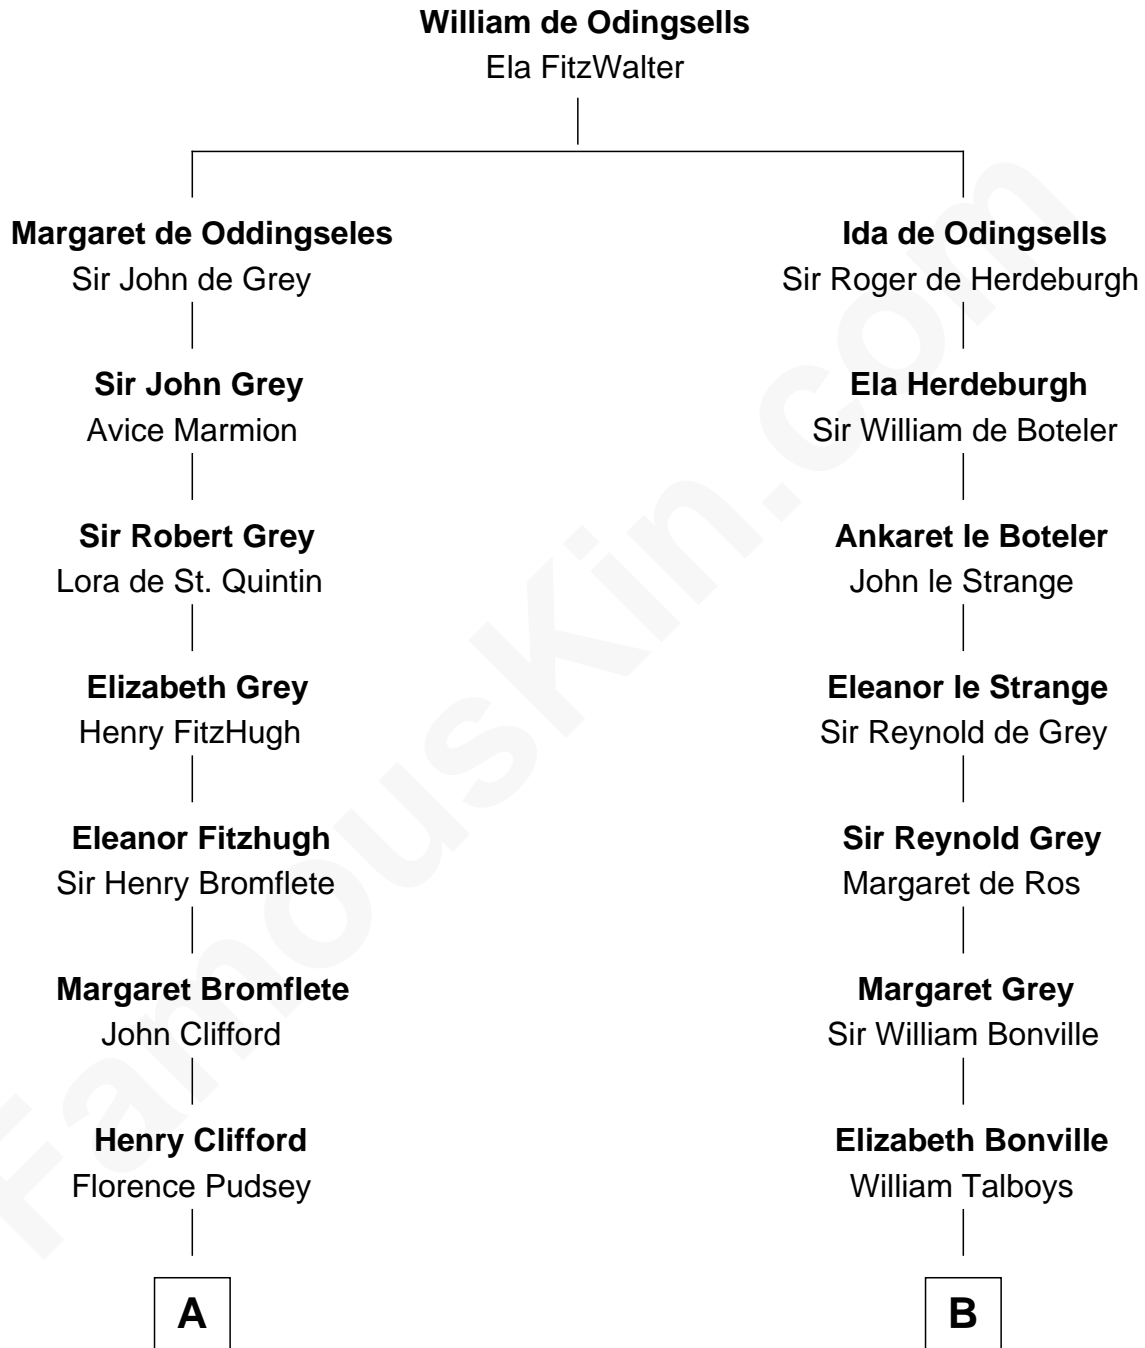 William de Odingsells
Ela FitzWalter
Margaret de Oddingseles
Sir John de Grey
Sir John Grey
Avice Marmion
Sir Robert Grey
Lora de St. Quintin
Elizabeth Grey
Henry FitzHugh
Eleanor Fitzhugh
Sir Henry Bromflete
Margaret Bromflete
John Clifford
Henry Clifford
Florence Pudsey
A
Ida de Odingsells
Sir Roger de Herdeburgh
Ela Herdeburgh
Sir William de Boteler
Ankaret le Boteler
John le Strange
Eleanor le Strange
Sir Reynold de Grey
Sir Reynold Grey
Margaret de Ros
Margaret Grey
Sir William Bonville
Elizabeth Bonville
William Talboys
B
FamousKin.com